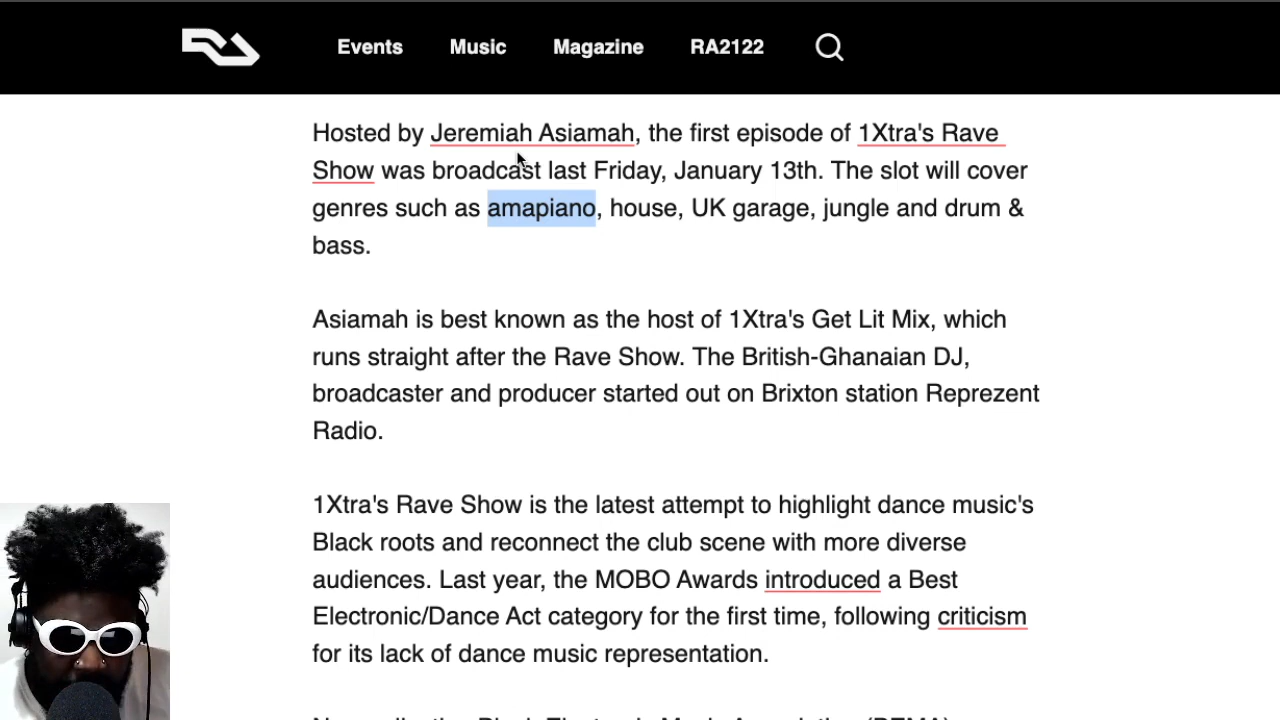 RA Events Music Magazine RA2122
Hosted by Jeremiah Asiamah, the first episode of 1Xtra's Rave
Show was broadcast last Friday, January 13th. The slot will cover
genres such as amapiano, house, UK garage, jungle and drum &
bass.
Asiamah is best known as the host of 1Xtra's Get Lit Mix, which
runs straight after the Rave Show. The British-Ghanaian DJ,
broadcaster and producer started out on Brixton station Reprezent
Radio.
1Xtra's Rave Show is the latest attempt to highlight dance music's
Black roots and reconnect the club scene with more diverse
audiences. Last year, the MOBO Awards introduced a Best
Electronic/Dance Act category for the first time, following criticism
for its lack of dance music representation.